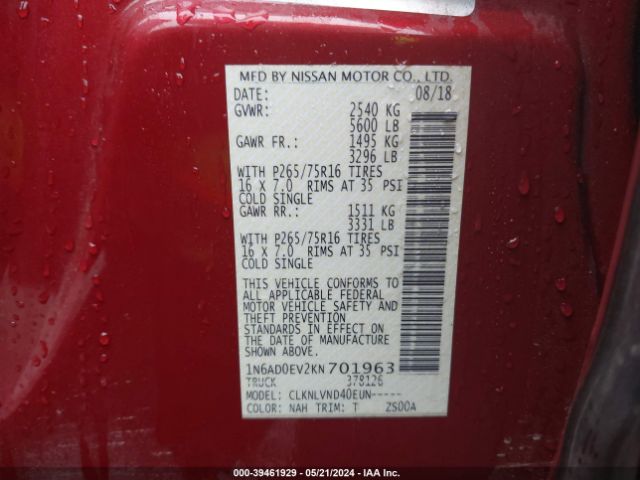 MFD BY NISSAN MOTOR CO., LTD.
DATE: 08/18
GVWR: 2540 KG
5600 LB
GAWR FR.: 1495 KG
3296 LB
WITH P265/75R16 TIRES
16 X 7.0 RIMS AT 35 PSI
COLD SINGLE
GAWR RR.: 1511 KG
3331 LB
WITH P265/75R16 TIRES
16 X 7.0 RIMS AT 35 PSI
COLD SINGLE
THIS VEHICLE CONFORMS TO
ALL APPLICABLE FEDERAL
MOTOR VEHICLE SAFETY AND
THEFT PREVENTION
STANDARDS IN EFFECT ON
THE DATE OF MANUFACTURE
SHOWN ABOVE.
1N6AD0EV2KN701963
TRUCK 378126
MODEL: CLKNLVND40EUN-----
COLOR: NAH TRIM: T ZS00A
000-39461929 - 05/21/2024 - IAA Inc.